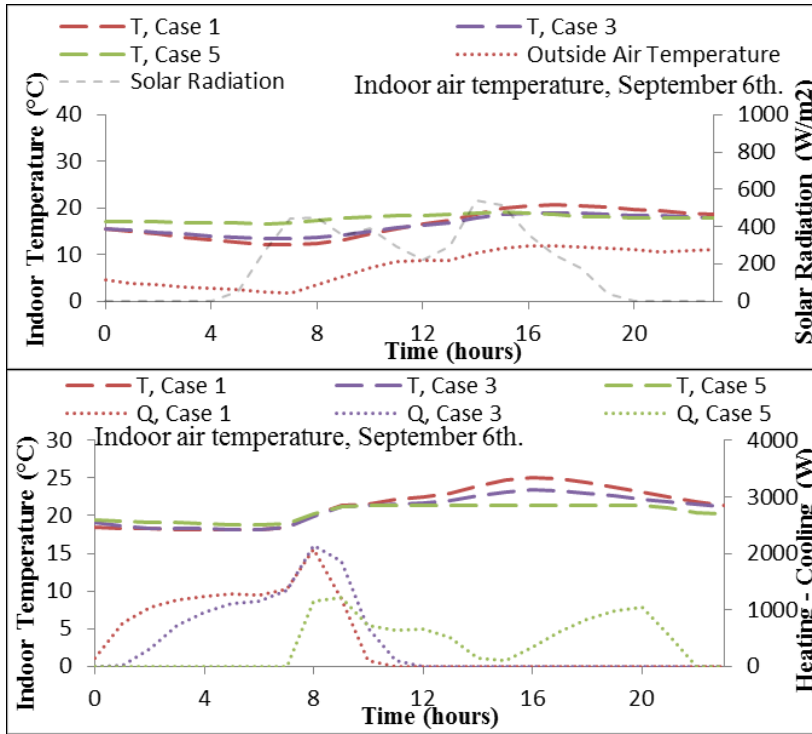 T, Case 1
T, Case 3
T, Case 5
Outside Air Temperature
Solar Radiation
Indoor air temperature, September 6th.
Indoor Temperature (°C)
40
30
20
10
0
0
4
8
12
16
20
Time (hours)
1000
800
600
400
200
0
Solar Radiation (W/m2)
T, Case 1
T, Case 3
T, Case 5
Q, Case 1
Q, Case 3
Q, Case 5
Indoor air temperature, September 6th.
Indoor Temperature (°C)
30
25
20
15
10
5
0
0
4
8
12
16
20
Time (hours)
4000
3000
2000
1000
0
Heating - Cooling (W)